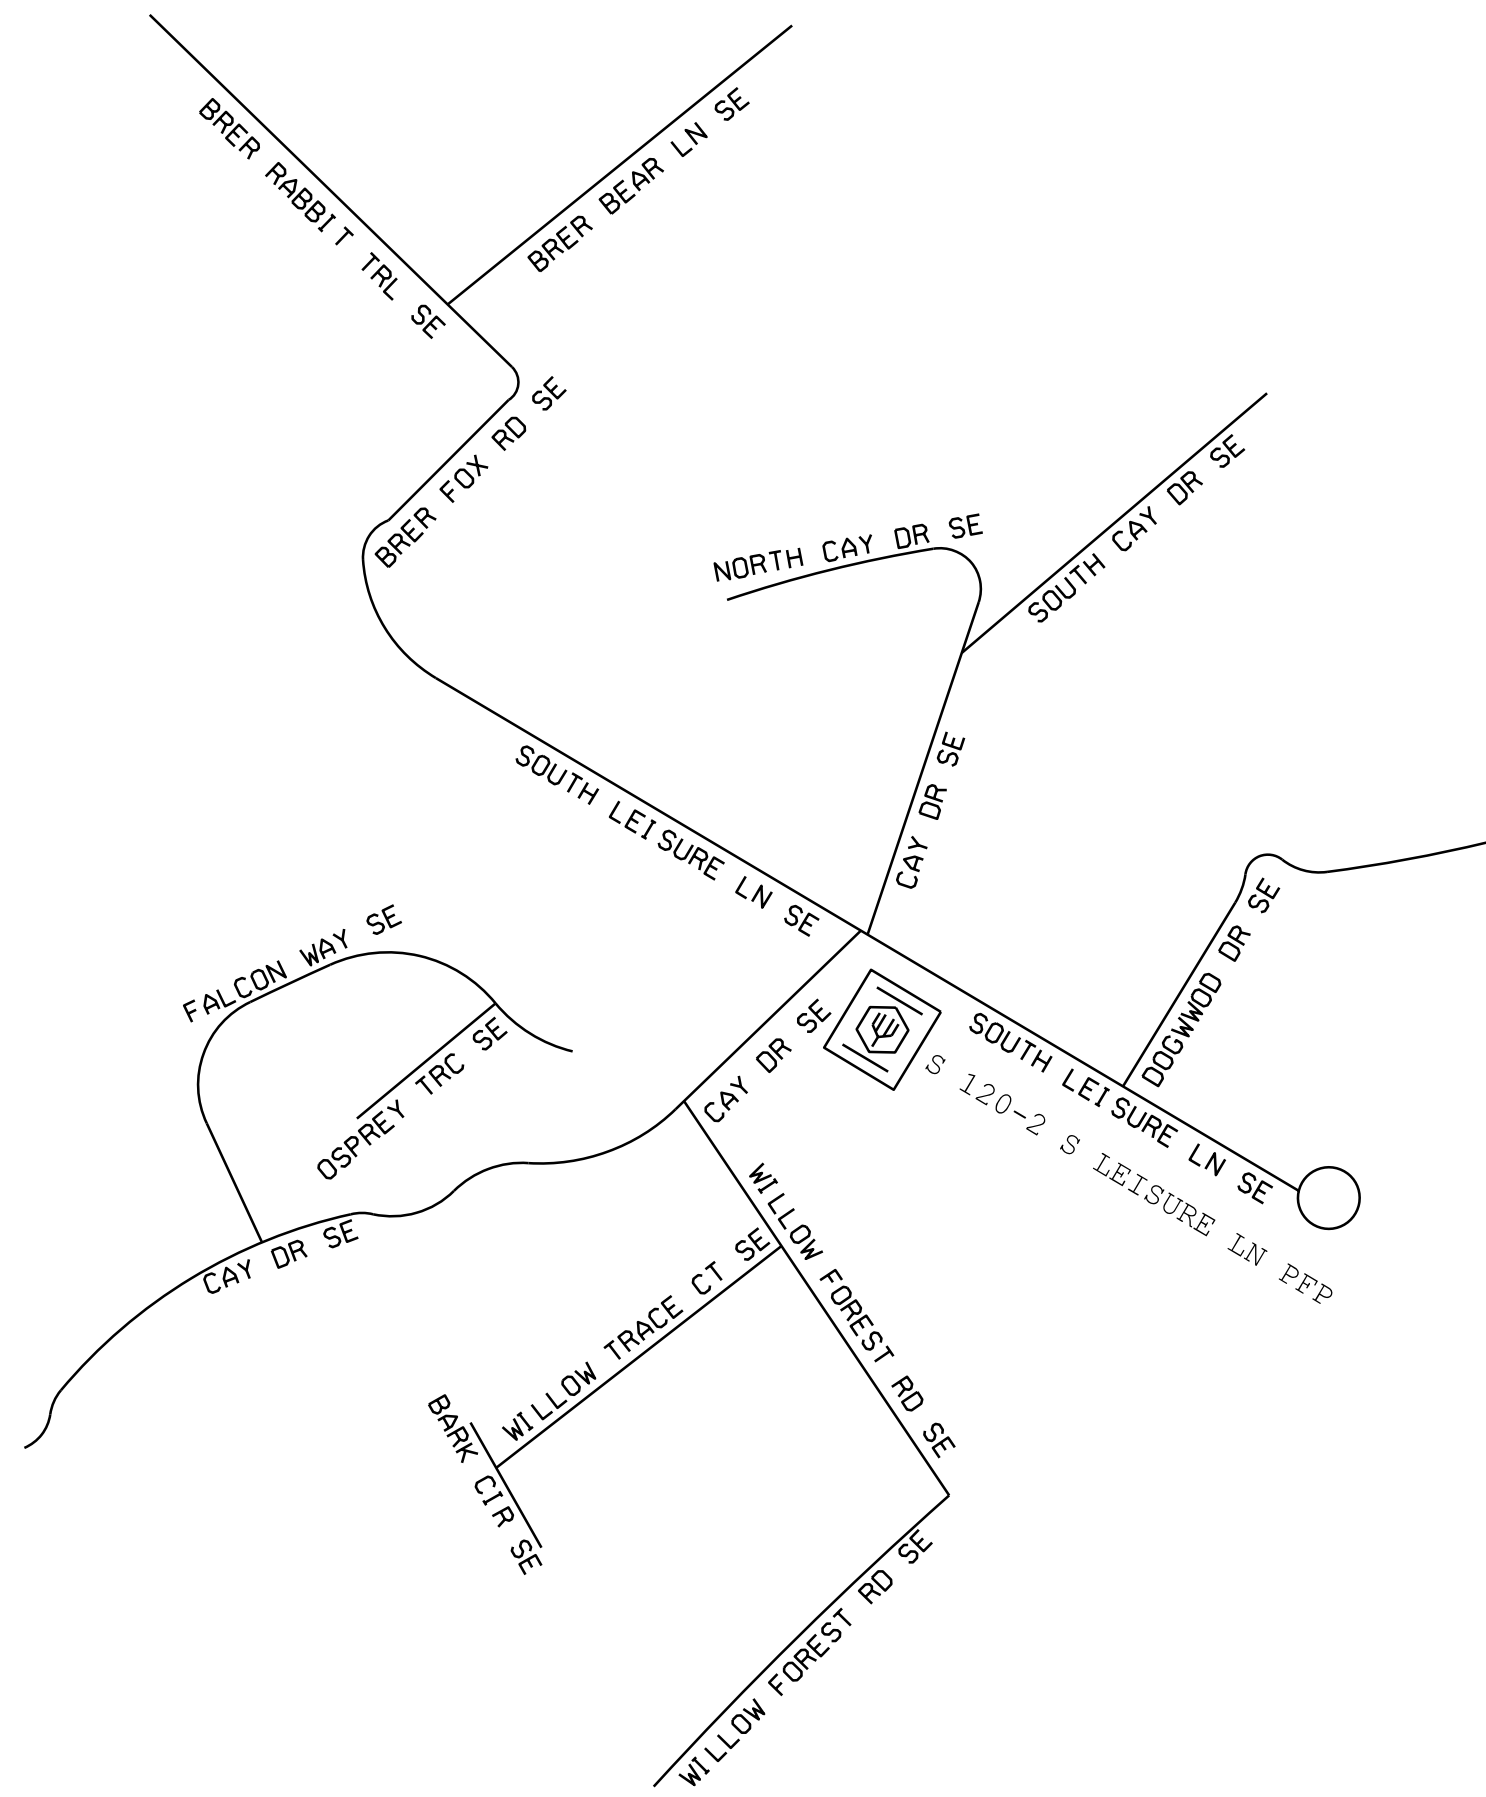 BRER RABBIT TRL SE
BRER BEAR LN SE
BRER FOX RD SE
NORTH CAY DR SE
SOUTH CAY DR SE
SOUTH LEISURE LN SE
CAY DR SE
DOGWWOD DR SE
FALCON WAY SE
OSPREY TRC SE
CAY DR SE
SOUTH LEISURE LN SE
S 120-2 S LEISURE LN PFP
CAY DR SE
WILLOW FOREST RD SE
WILLOW TRACE CT SE
BARK CIR SE
WILLOW FOREST RD SE